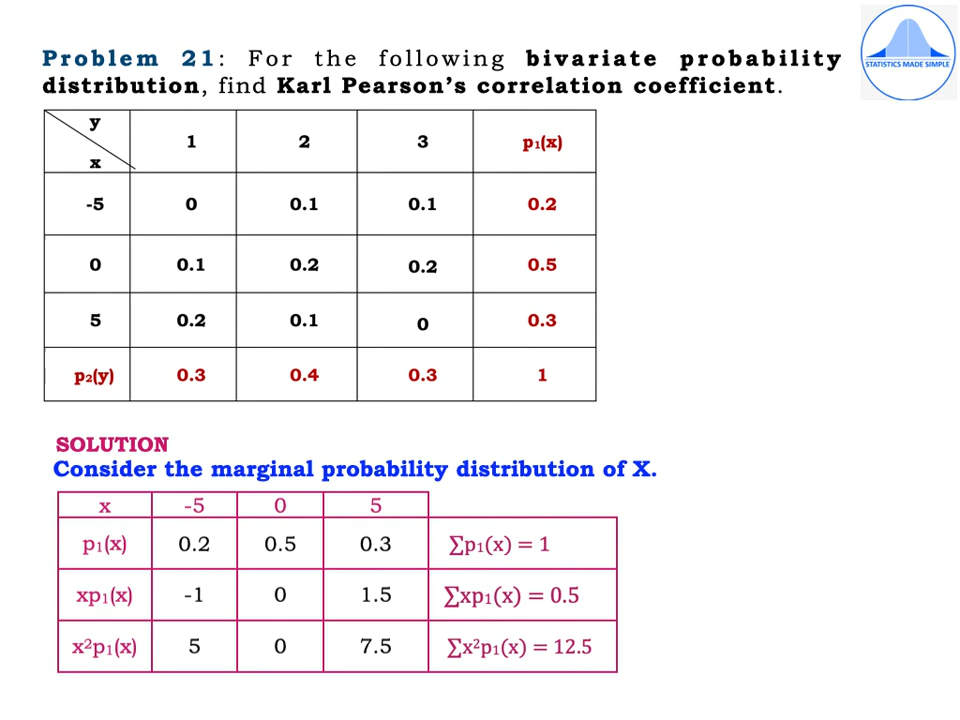 Problem 21: For the following bivariate probability
STATISTICS MADE SIMPLE
distribution, find Karl Pearson’s correlation coefficient.
y
x
1 2 3 p₁(x)
-5 0 0.1 0.1 0.2
0 0.1 0.2 0.2 0.5
5 0.2 0.1 0 0.3
p₂(y) 0.3 0.4 0.3 1
SOLUTION
Consider the marginal probability distribution of X.
x -5 0 5
p₁(x) 0.2 0.5 0.3 ∑p₁(x) = 1
xp₁(x) -1 0 1.5 ∑xp₁(x) = 0.5
x²p₁(x) 5 0 7.5 ∑x²p₁(x) = 12.5